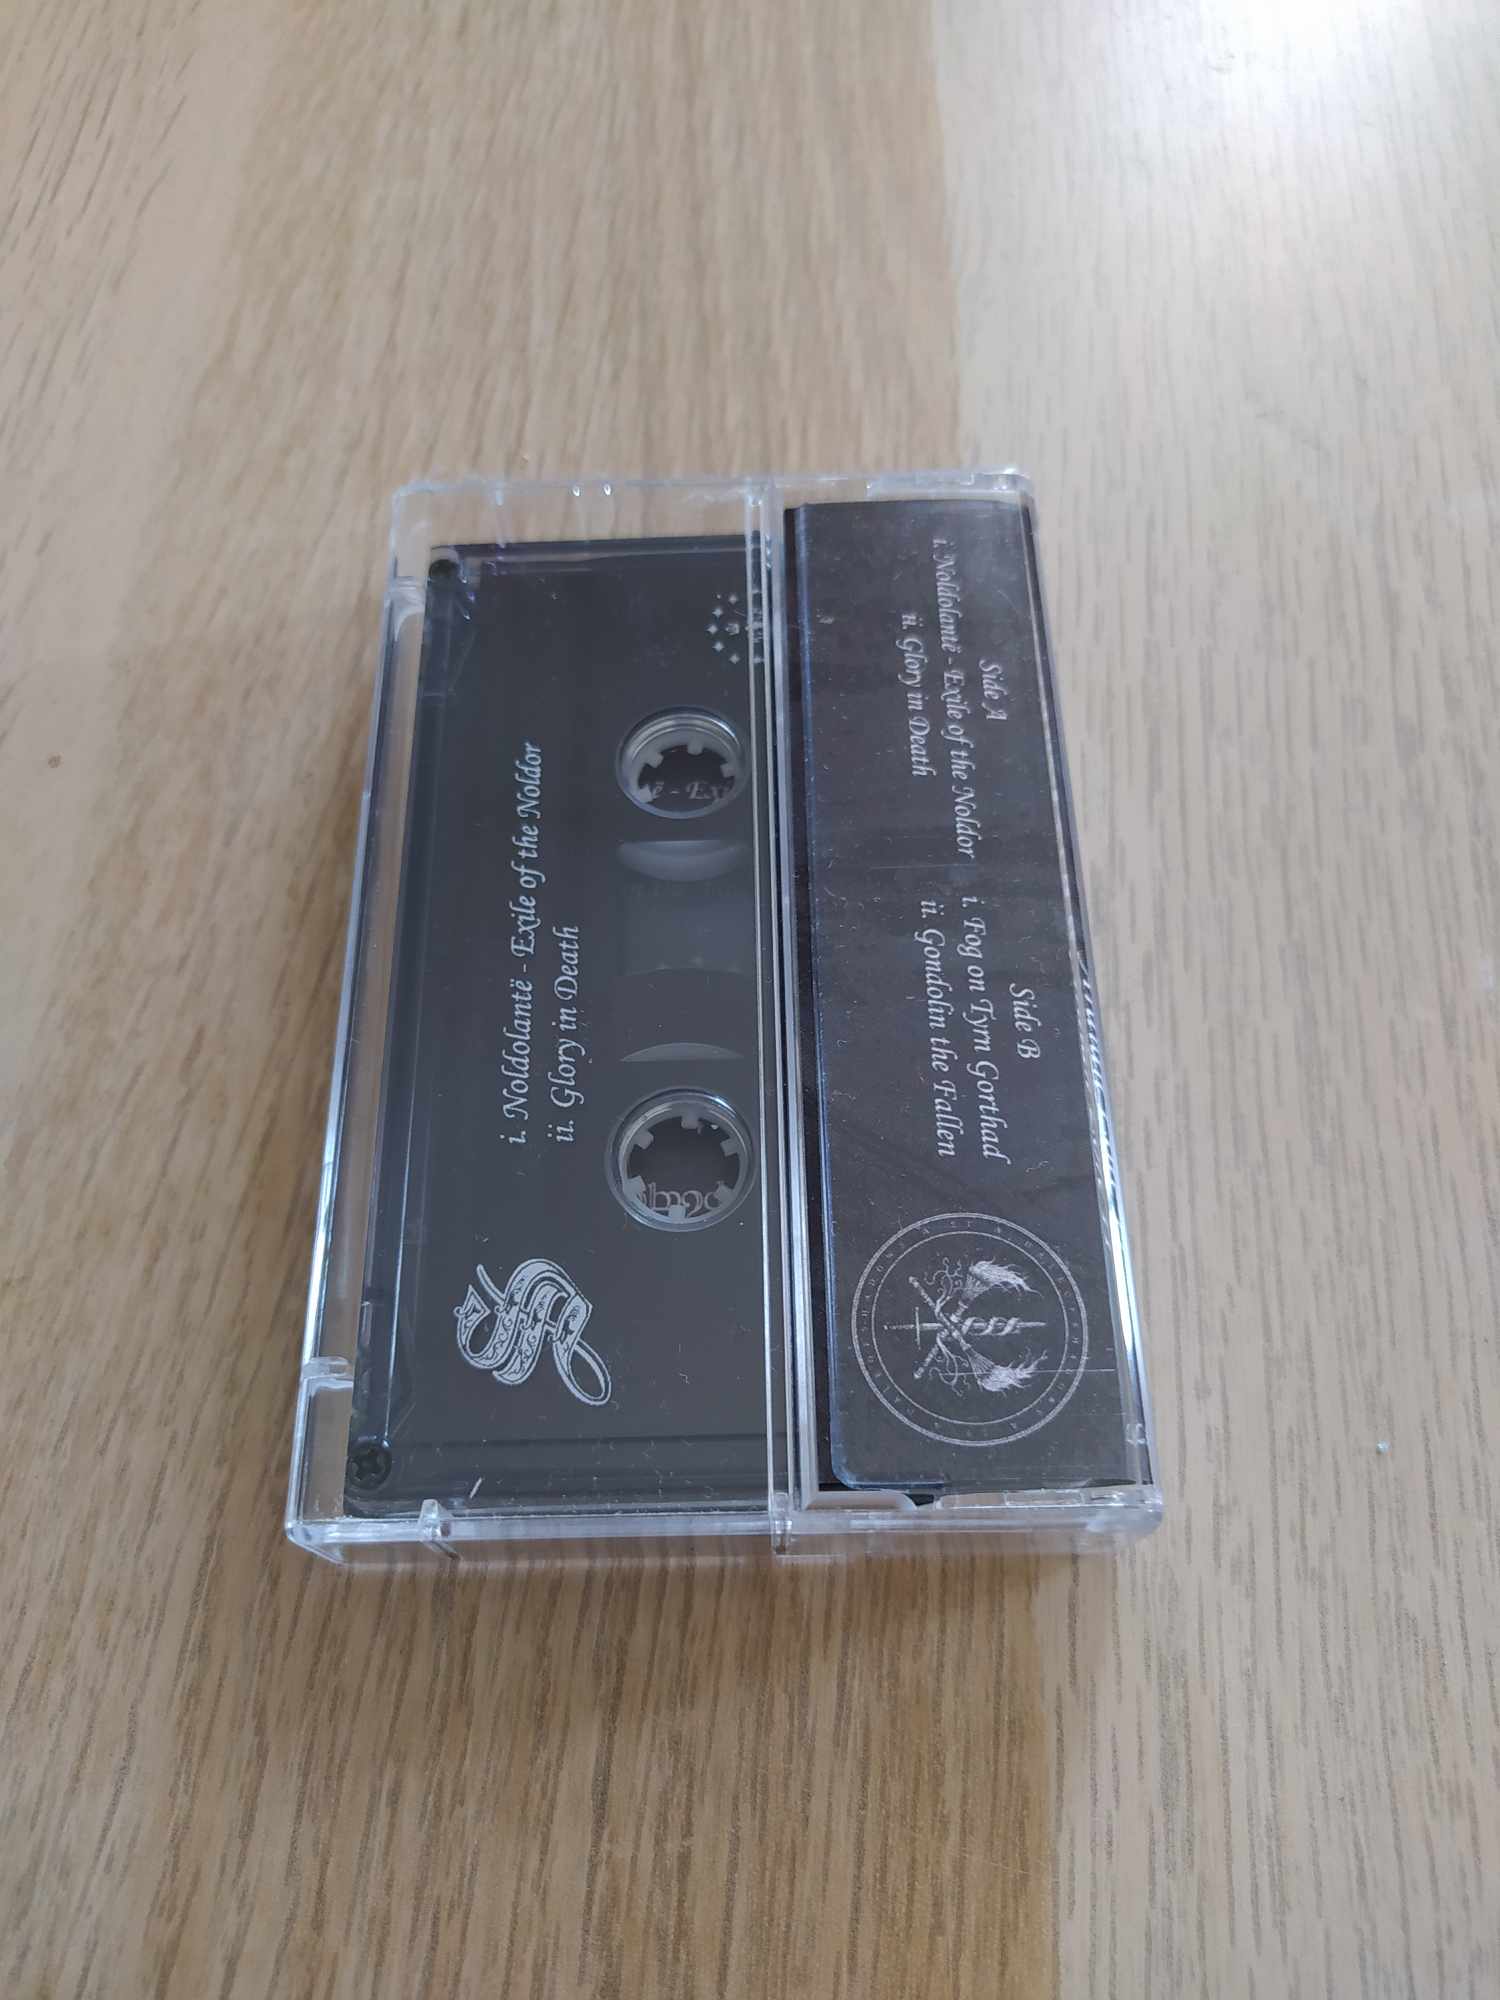 i. Noldolantë - Exile of the Noldor
ii. Glory in Death
ë - Exi
Side A
i. Noldolantë - Exile of the Noldor
ii. Glory in Death
Side B
i. Fog on Tyrn Gorthad
ii. Gondolin the Fallen